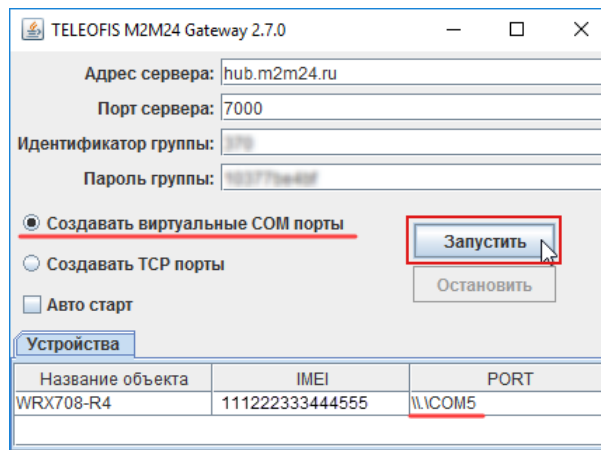 TELEOFIS M2M24 Gateway 2.7.0
Адрес сервера: hub.m2m24.ru
Порт сервера: 7000
Идентификатор группы:
Пароль группы:
Создавать виртуальные COM порты
Запустить
Создавать TCP порты
Остановить
Авто старт
Устройства
Название объекта IMEI PORT
WRX708-R4 111222333444555 \\.\COM5